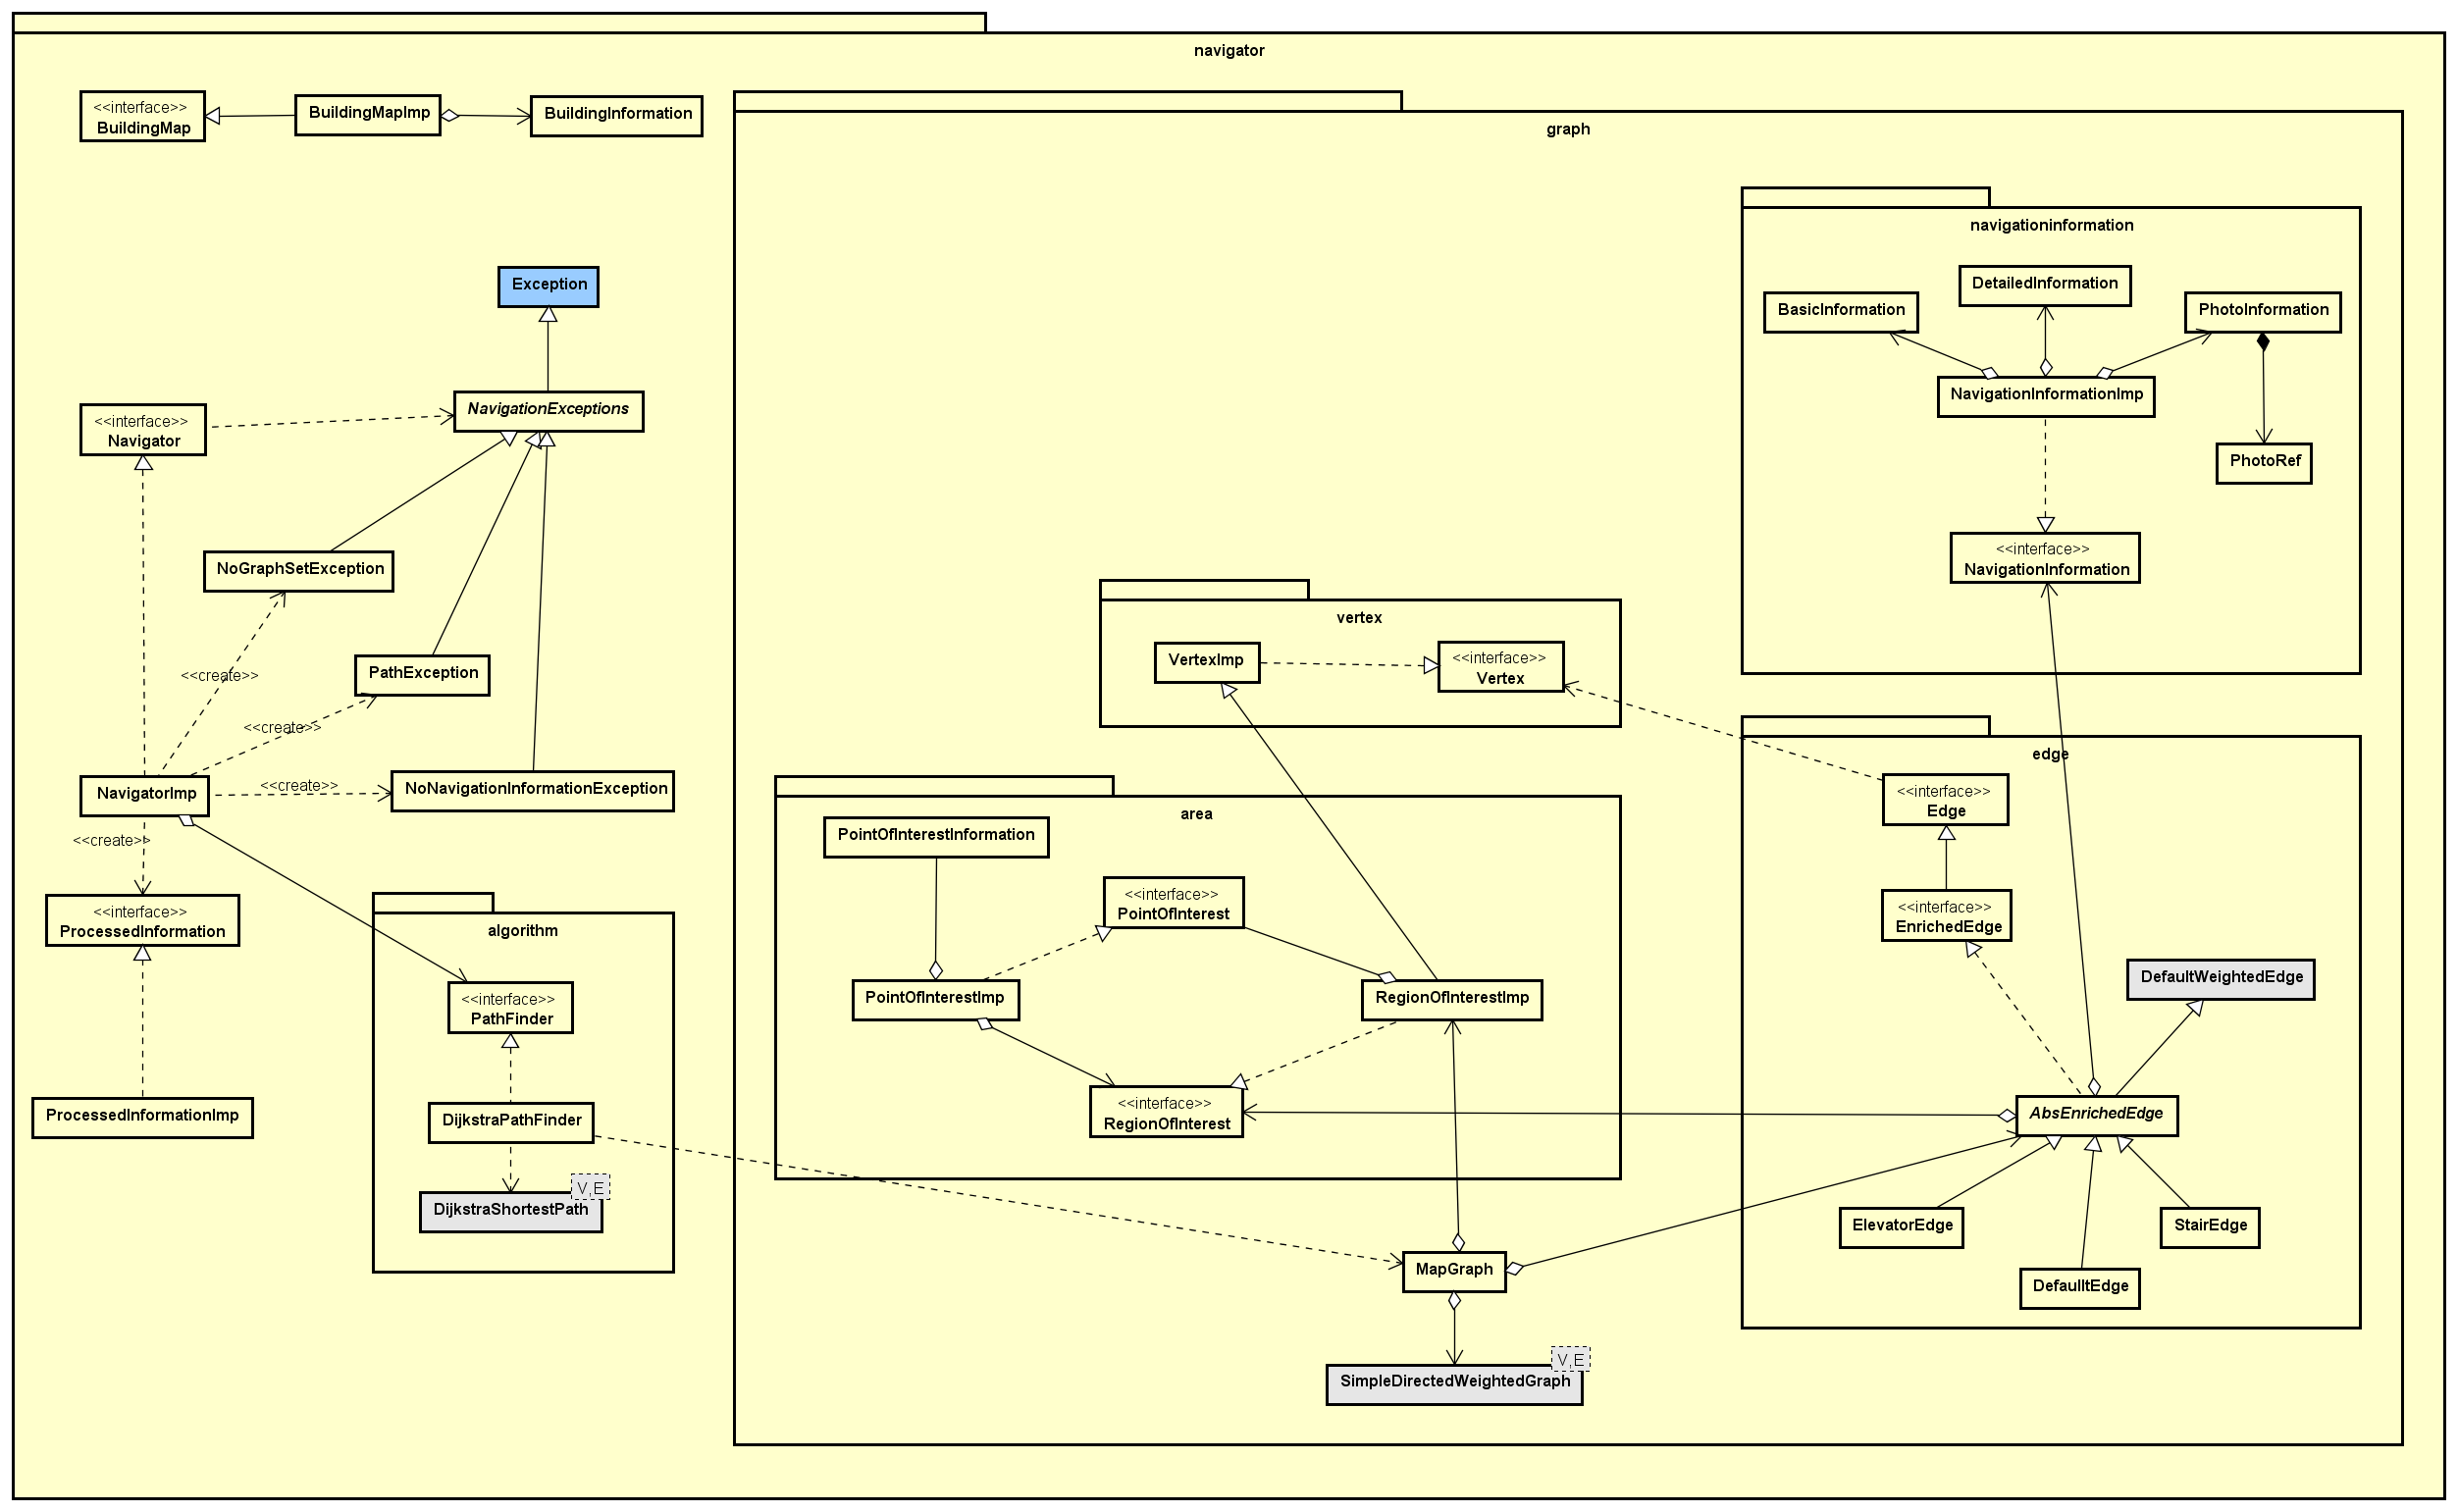 navigator
<<interface>>
BuildingMap
BuildingMapImp
BuildingInformation
Exception
<<interface>>
Navigator
NavigationExceptions
NoGraphSetException
<<create>>
PathException
<<create>>
NavigatorImp
<<create>>
NoNavigationInformationException
<<create>>
<<interface>>
ProcessedInformation
ProcessedInformationImp
algorithm
<<interface>>
PathFinder
DijkstraPathFinder
V,E
DijkstraShortestPath
graph
navigationinformation
BasicInformation
DetailedInformation
PhotoInformation
NavigationInformationImp
PhotoRef
<<interface>>
NavigationInformation
vertex
VertexImp
<<interface>>
Vertex
area
PointOfInterestInformation
<<interface>>
PointOfInterest
PointOfInterestImp
RegionOfInterestImp
<<interface>>
RegionOfInterest
edge
<<interface>>
Edge
<<interface>>
EnrichedEdge
DefaultWeightedEdge
AbsEnrichedEdge
ElevatorEdge
StairEdge
DefaulltEdge
MapGraph
V,E
SimpleDirectedWeightedGraph